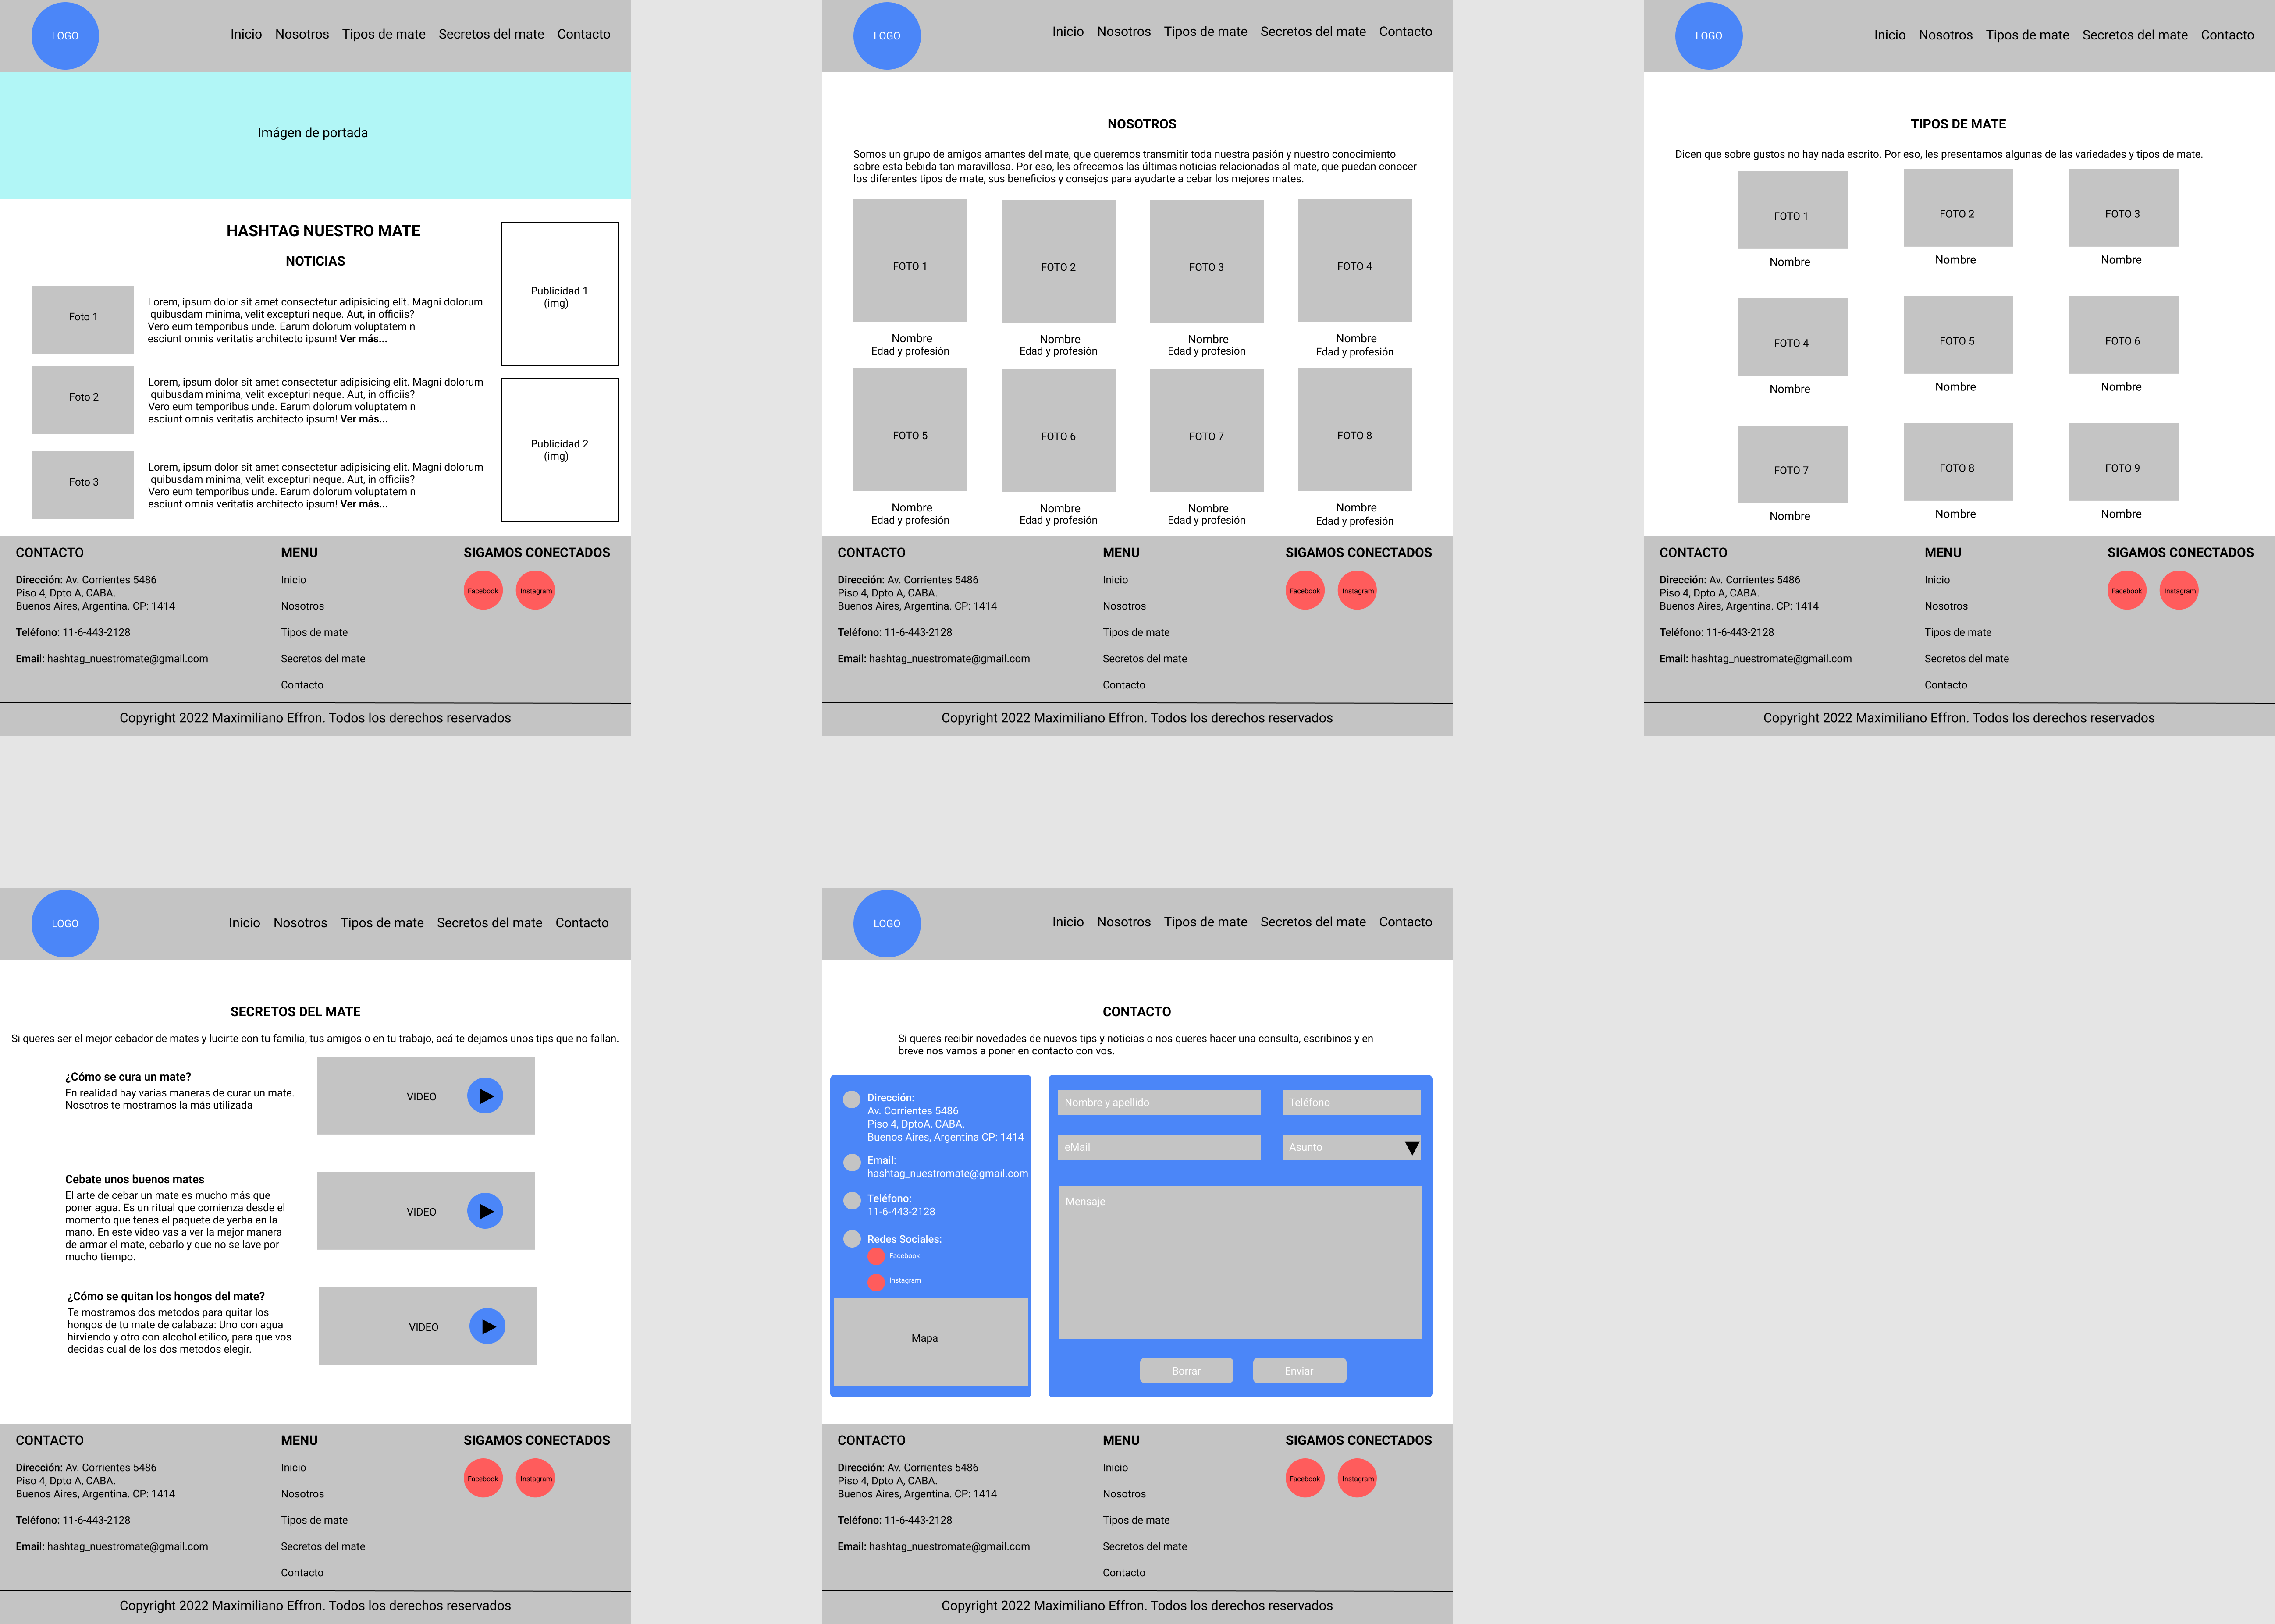 LOGO
Inicio Nosotros Tipos de mate Secretos del mate Contacto
Imágen de portada
HASHTAG NUESTRO MATE
NOTICIAS
Foto 1
Lorem, ipsum dolor sit amet consectetur adipisicing elit. Magni dolorum
quibusdam minima, velit excepturi neque. Aut, in officiis?
Vero eum temporibus unde. Earum dolorum voluptatem n
esciunt omnis veritatis architecto ipsum! Ver más...
Foto 2
Lorem, ipsum dolor sit amet consectetur adipisicing elit. Magni dolorum
quibusdam minima, velit excepturi neque. Aut, in officiis?
Vero eum temporibus unde. Earum dolorum voluptatem n
esciunt omnis veritatis architecto ipsum! Ver más...
Foto 3
Lorem, ipsum dolor sit amet consectetur adipisicing elit. Magni dolorum
quibusdam minima, velit excepturi neque. Aut, in officiis?
Vero eum temporibus unde. Earum dolorum voluptatem n
esciunt omnis veritatis architecto ipsum! Ver más...
Publicidad 1
(img)
Publicidad 2
(img)
CONTACTO
Dirección: Av. Corrientes 5486
Piso 4, Dpto A, CABA.
Buenos Aires, Argentina. CP: 1414
Teléfono: 11-6-443-2128
Email: hashtag_nuestromate@gmail.com
MENU
Inicio
Nosotros
Tipos de mate
Secretos del mate
Contacto
SIGAMOS CONECTADOS
Facebook Instagram
Copyright 2022 Maximiliano Effron. Todos los derechos reservados
LOGO
Inicio Nosotros Tipos de mate Secretos del mate Contacto
NOSOTROS
Somos un grupo de amigos amantes del mate, que queremos transmitir toda nuestra pasión y nuestro conocimiento
sobre esta bebida tan maravillosa. Por eso, les ofrecemos las últimas noticias relacionadas al mate, que puedan conocer
los diferentes tipos de mate, sus beneficios y consejos para ayudarte a cebar los mejores mates.
FOTO 1 FOTO 2 FOTO 3 FOTO 4
Nombre Nombre Nombre Nombre
Edad y profesión Edad y profesión Edad y profesión Edad y profesión
FOTO 5 FOTO 6 FOTO 7 FOTO 8
Nombre Nombre Nombre Nombre
Edad y profesión Edad y profesión Edad y profesión Edad y profesión
CONTACTO
Dirección: Av. Corrientes 5486
Piso 4, Dpto A, CABA.
Buenos Aires, Argentina. CP: 1414
Teléfono: 11-6-443-2128
Email: hashtag_nuestromate@gmail.com
MENU
Inicio
Nosotros
Tipos de mate
Secretos del mate
Contacto
SIGAMOS CONECTADOS
Facebook Instagram
Copyright 2022 Maximiliano Effron. Todos los derechos reservados
LOGO
Inicio Nosotros Tipos de mate Secretos del mate Contacto
TIPOS DE MATE
Dicen que sobre gustos no hay nada escrito. Por eso, les presentamos algunas de las variedades y tipos de mate.
FOTO 1 FOTO 2 FOTO 3
Nombre Nombre Nombre
FOTO 4 FOTO 5 FOTO 6
Nombre Nombre Nombre
FOTO 7 FOTO 8 FOTO 9
Nombre Nombre Nombre
CONTACTO
Dirección: Av. Corrientes 5486
Piso 4, Dpto A, CABA.
Buenos Aires, Argentina. CP: 1414
Teléfono: 11-6-443-2128
Email: hashtag_nuestromate@gmail.com
MENU
Inicio
Nosotros
Tipos de mate
Secretos del mate
Contacto
SIGAMOS CONECTADOS
Facebook Instagram
Copyright 2022 Maximiliano Effron. Todos los derechos reservados
LOGO
Inicio Nosotros Tipos de mate Secretos del mate Contacto
SECRETOS DEL MATE
Si queres ser el mejor cebador de mates y lucirte con tu familia, tus amigos o en tu trabajo, acá te dejamos unos tips que no fallan.
¿Cómo se cura un mate?
En realidad hay varias maneras de curar un mate.
Nosotros te mostramos la más utilizada
VIDEO
Cebate unos buenos mates
El arte de cebar un mate es mucho más que
poner agua. Es un ritual que comienza desde el
momento que tenes el paquete de yerba en la
mano. En este video vas a ver la mejor manera
de armar el mate, cebarlo y que no se lave por
mucho tiempo.
VIDEO
¿Cómo se quitan los hongos del mate?
Te mostramos dos metodos para quitar los
hongos de tu mate de calabaza: Uno con agua
hirviendo y otro con alcohol etilico, para que vos
decidas cual de los dos metodos elegir.
VIDEO
CONTACTO
Dirección: Av. Corrientes 5486
Piso 4, Dpto A, CABA.
Buenos Aires, Argentina. CP: 1414
Teléfono: 11-6-443-2128
Email: hashtag_nuestromate@gmail.com
MENU
Inicio
Nosotros
Tipos de mate
Secretos del mate
Contacto
SIGAMOS CONECTADOS
Facebook Instagram
Copyright 2022 Maximiliano Effron. Todos los derechos reservados
LOGO
Inicio Nosotros Tipos de mate Secretos del mate Contacto
CONTACTO
Si queres recibir novedades de nuevos tips y noticias o nos queres hacer una consulta, escribinos y en
breve nos vamos a poner en contacto con vos.
Dirección:
Av. Corrientes 5486
Piso 4, DptoA, CABA.
Buenos Aires, Argentina CP: 1414
Email:
hashtag_nuestromate@gmail.com
Teléfono:
11-6-443-2128
Redes Sociales:
Facebook
Instagram
Mapa
Nombre y apellido Teléfono
eMail Asunto
Mensaje
Borrar Enviar
CONTACTO
Dirección: Av. Corrientes 5486
Piso 4, Dpto A, CABA.
Buenos Aires, Argentina. CP: 1414
Teléfono: 11-6-443-2128
Email: hashtag_nuestromate@gmail.com
MENU
Inicio
Nosotros
Tipos de mate
Secretos del mate
Contacto
SIGAMOS CONECTADOS
Facebook Instagram
Copyright 2022 Maximiliano Effron. Todos los derechos reservados